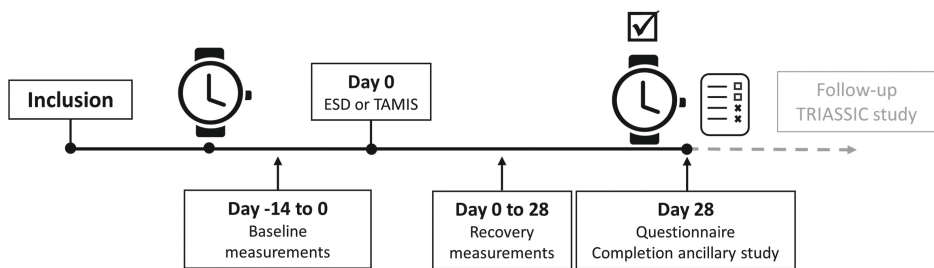 Inclusion
Day 0
ESD or TAMIS
Follow-up
TRIASSIC study
Day -14 to 0
Baseline
measurements
Day 0 to 28
Recovery
measurements
Day 28
Questionnaire
Completion ancillary study